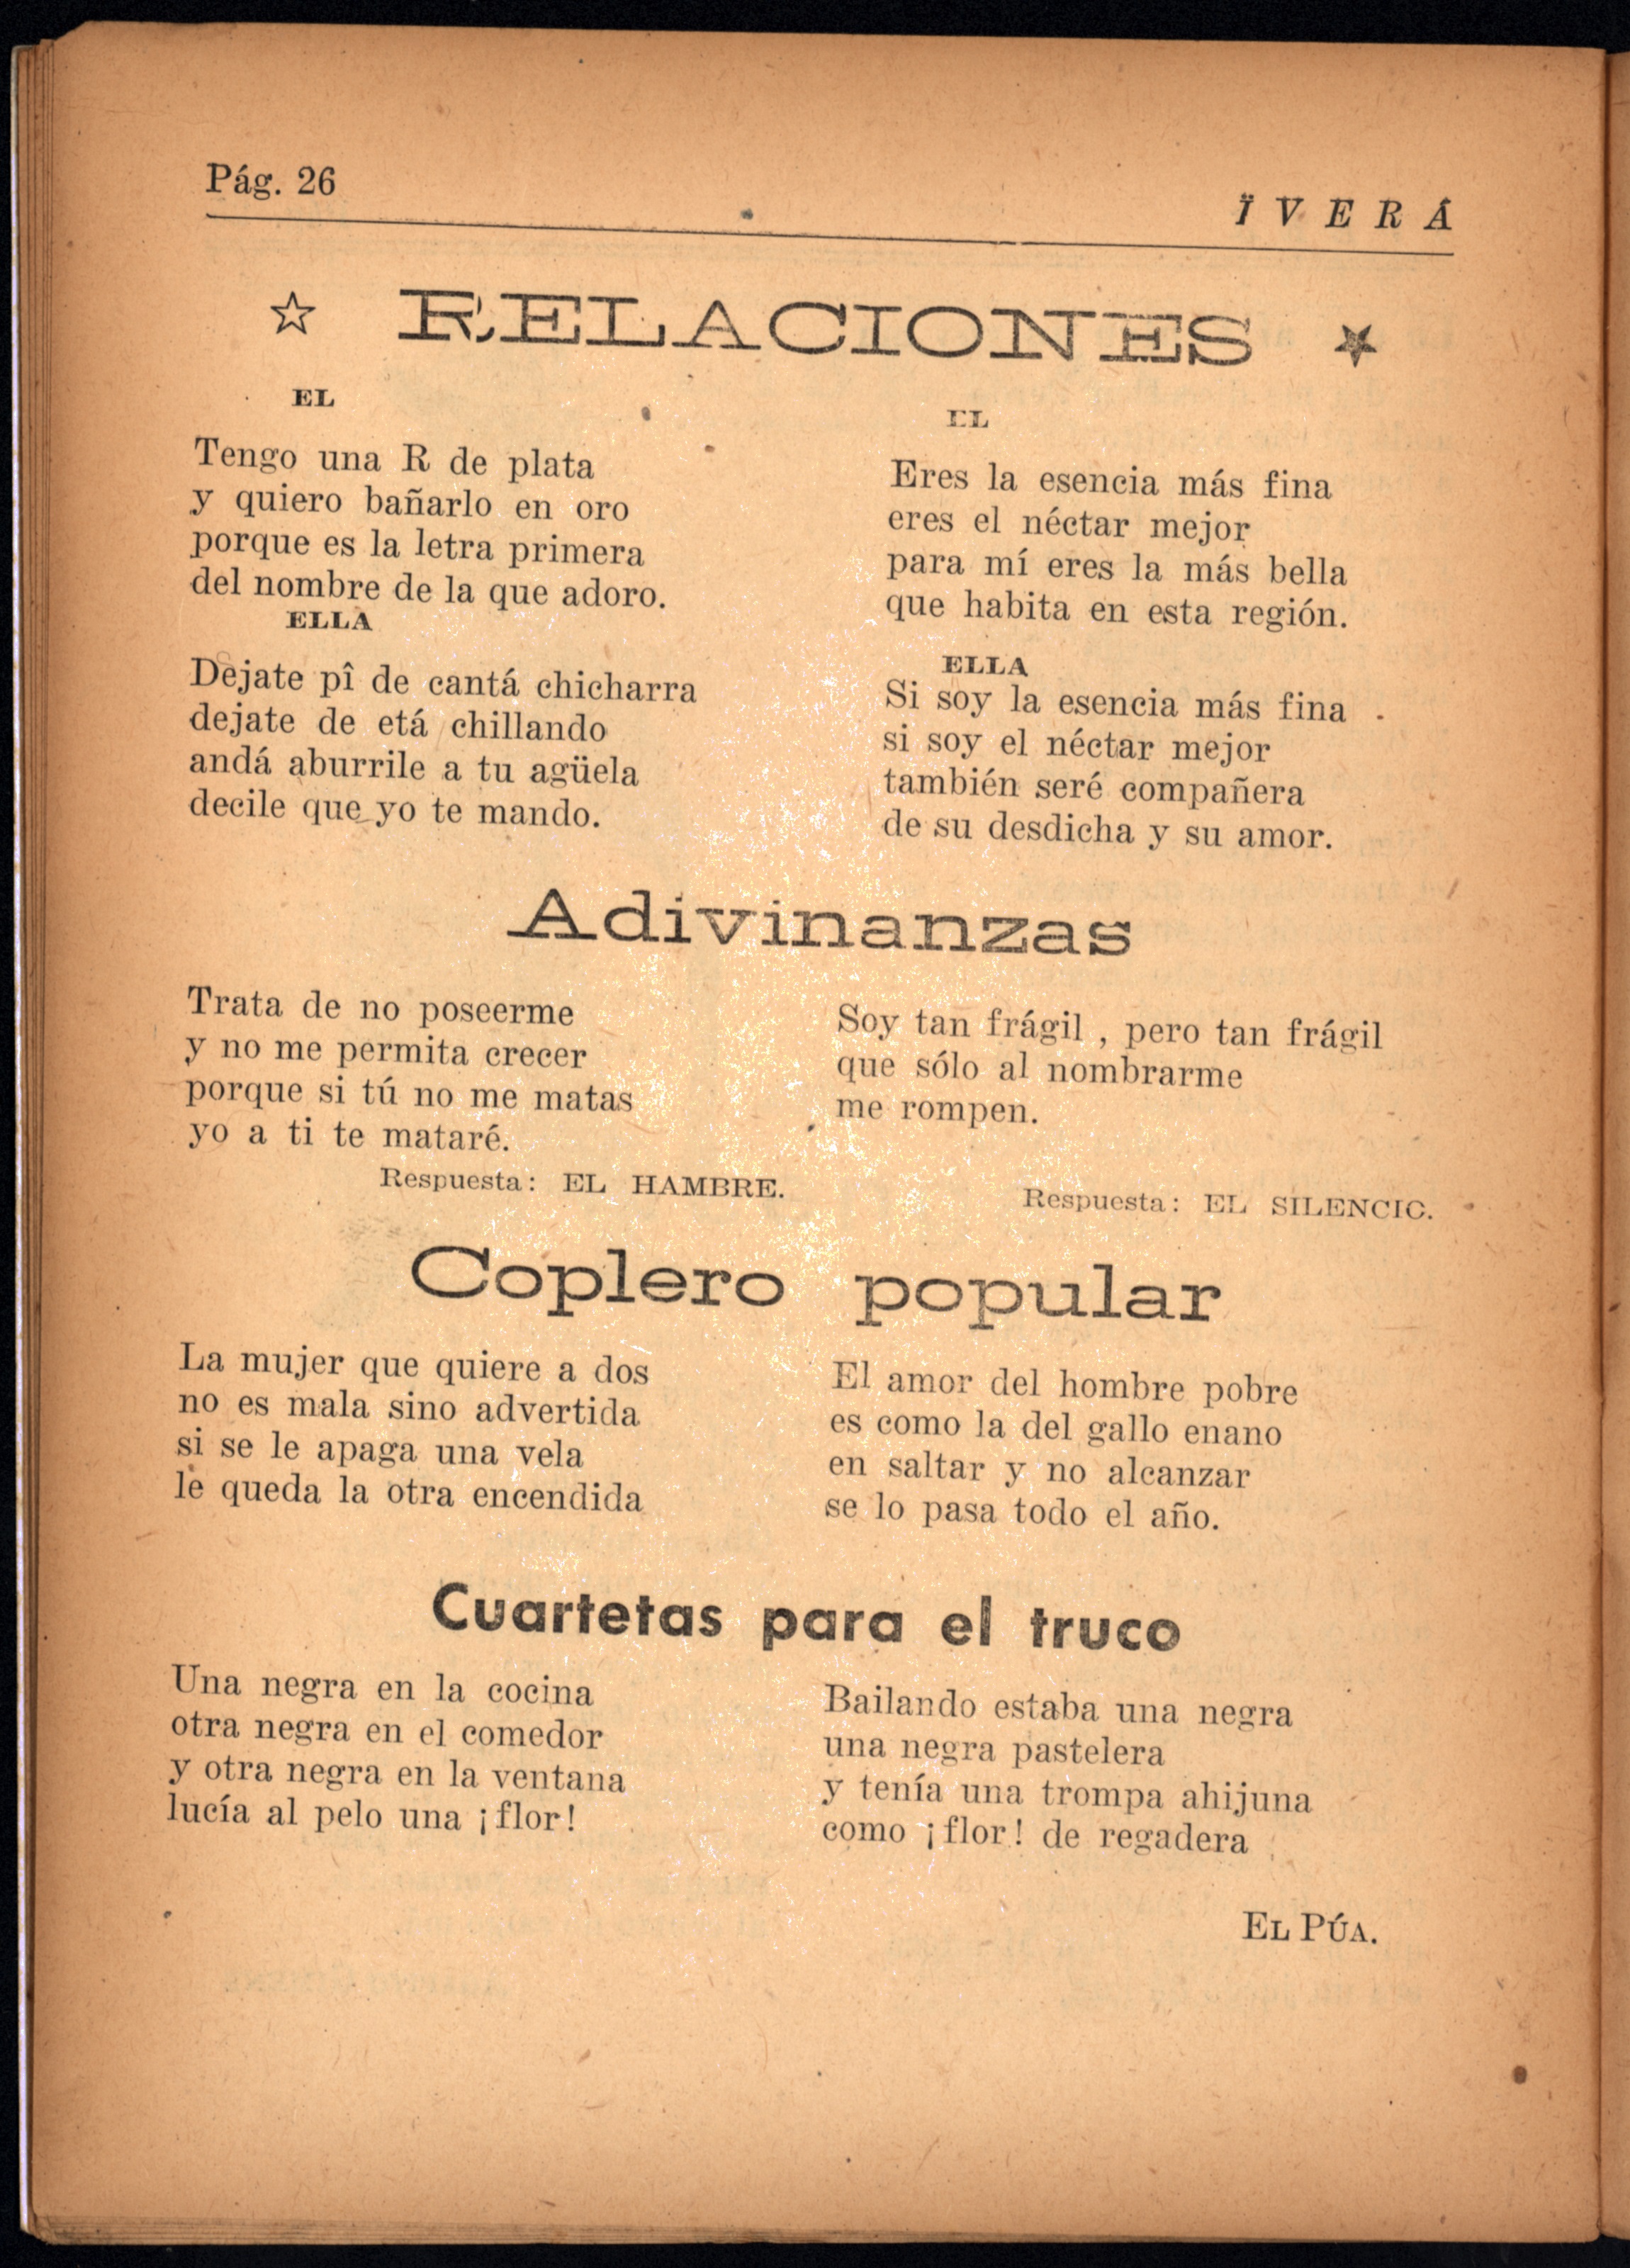 Pág. 26
Ï V E R Á
RELACIONES
EL
Tengo una R de plata
y quiero bañarlo en oro
porque es la letra primera
del nombre de la que adoro.
ELLA
Dejate pî de cantá chicharra
dejate de etá chillando
andá aburrile a tu agüela
decile que yo te mando.
EL
Eres la esencia más fina
eres el néctar mejor
para mí eres la más bella
que habita en esta región.
ELLA
Si soy la esencia más fina
si soy el néctar mejor
también seré compañera
de su desdicha y su amor.
Adivinanzas
Trata de no poseerme
y no me permita crecer
porque si tú no me matas
yo a ti te mataré.
Respuesta: EL HAMBRE.
Soy tan frágil , pero tan frágil
que sólo al nombrarme
me rompen.
Respuesta: EL SILENCIO.
Coplero popular
La mujer que quiere a dos
no es mala sino advertida
si se le apaga una vela
le queda la otra encendida
El amor del hombre pobre
es como la del gallo enano
en saltar y no alcanzar
se lo pasa todo el año.
Cuartetas para el truco
Una negra en la cocina
otra negra en el comedor
y otra negra en la ventana
lucía al pelo una ¡flor!
Bailando estaba una negra
una negra pastelera
y tenía una trompa ahijuna
como ¡flor! de regadera
EL PÚA.